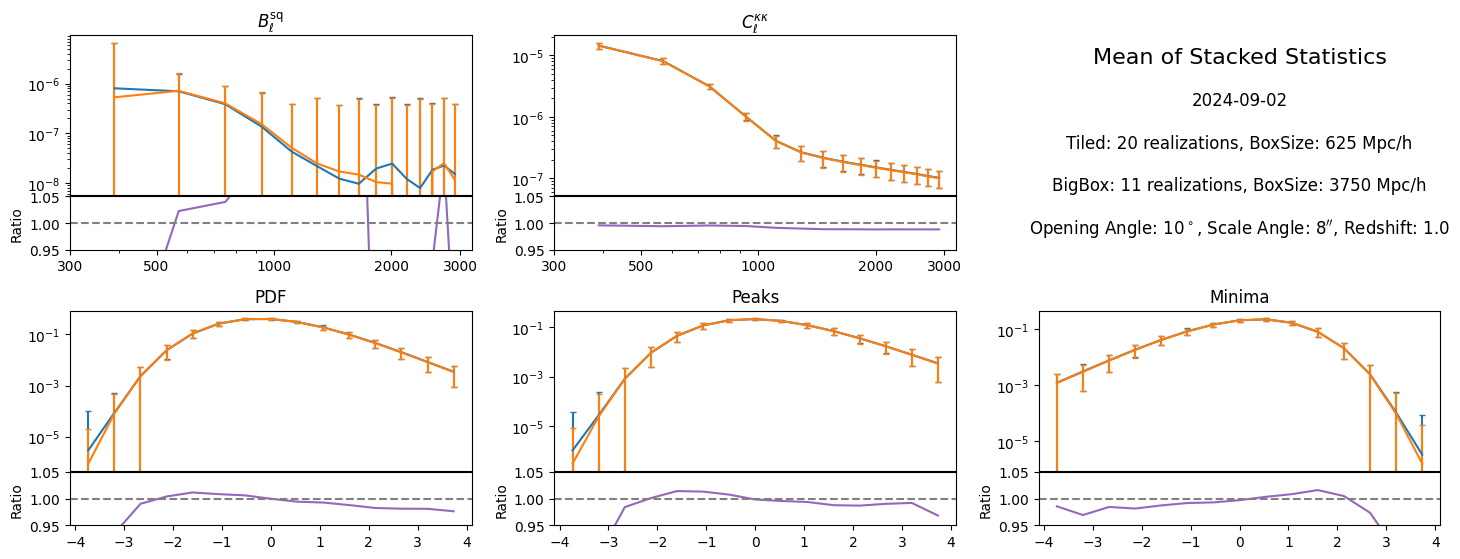 B_ℓ^sq
10⁻⁶
10⁻⁷
10⁻⁸
1.05
1.00
0.95
Ratio
300 500 1000 2000 3000
C_ℓ^κκ
10⁻⁵
10⁻⁶
10⁻⁷
1.05
1.00
0.95
Ratio
300 500 1000 2000 3000
Mean of Stacked Statistics
2024-09-02
Tiled: 20 realizations, BoxSize: 625 Mpc/h
BigBox: 11 realizations, BoxSize: 3750 Mpc/h
Opening Angle: 10°, Scale Angle: 8′′, Redshift: 1.0
PDF
10⁻¹
10⁻³
10⁻⁵
1.05
1.00
0.95
Ratio
−4 −3 −2 −1 0 1 2 3 4
Peaks
10⁻¹
10⁻³
10⁻⁵
1.05
1.00
0.95
Ratio
−4 −3 −2 −1 0 1 2 3 4
Minima
10⁻¹
10⁻³
10⁻⁵
1.05
1.00
0.95
Ratio
−4 −3 −2 −1 0 1 2 3 4